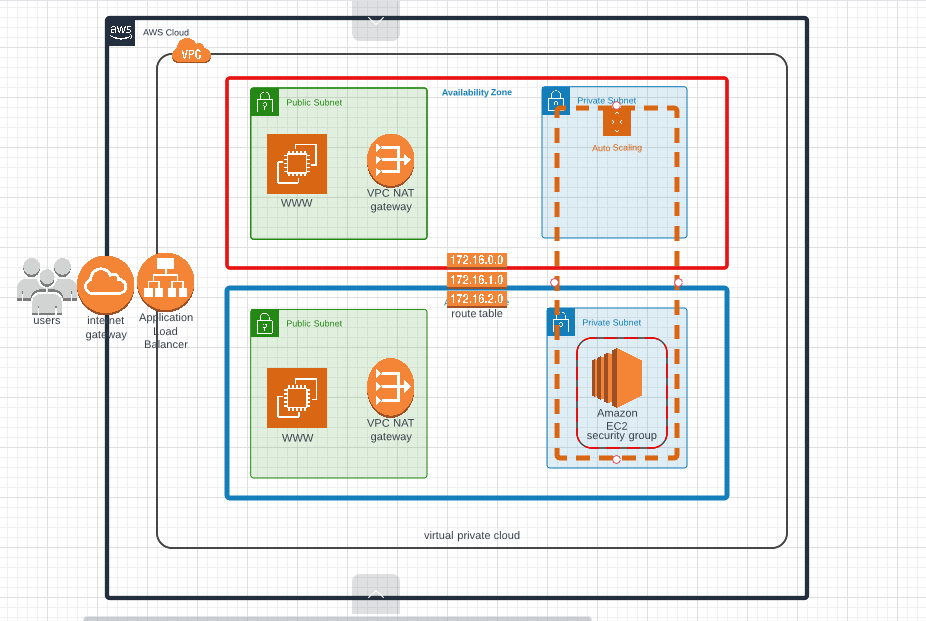 aws
AWS Cloud
VPC
Public Subnet
Availability Zone
Private Subnet
Auto Scaling
WWW
VPC NAT
gateway
172.16.0.0
172.16.1.0
172.16.2.0
route table
users
internet
gateway
Application
Load
Balancer
Public Subnet
Private Subnet
WWW
VPC NAT
gateway
Amazon
EC2
security group
virtual private cloud